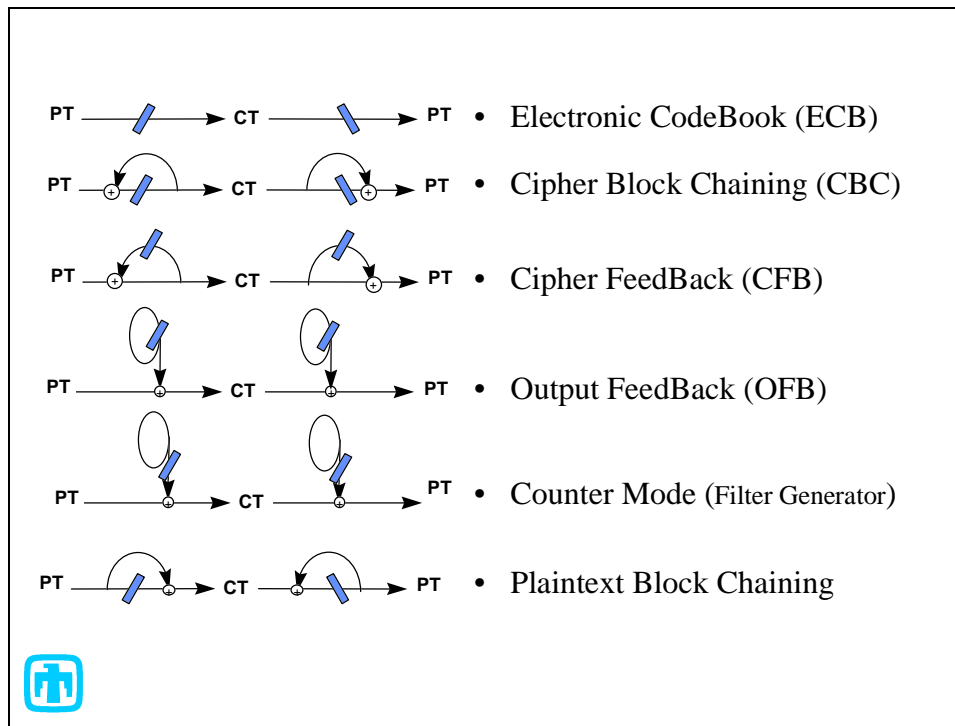 PT CT PT • Electronic CodeBook (ECB)
PT + CT + PT • Cipher Block Chaining (CBC)
PT + CT + PT • Cipher FeedBack (CFB)
PT + CT + PT • Output FeedBack (OFB)
PT + CT + PT • Counter Mode (Filter Generator)
PT + CT + PT • Plaintext Block Chaining